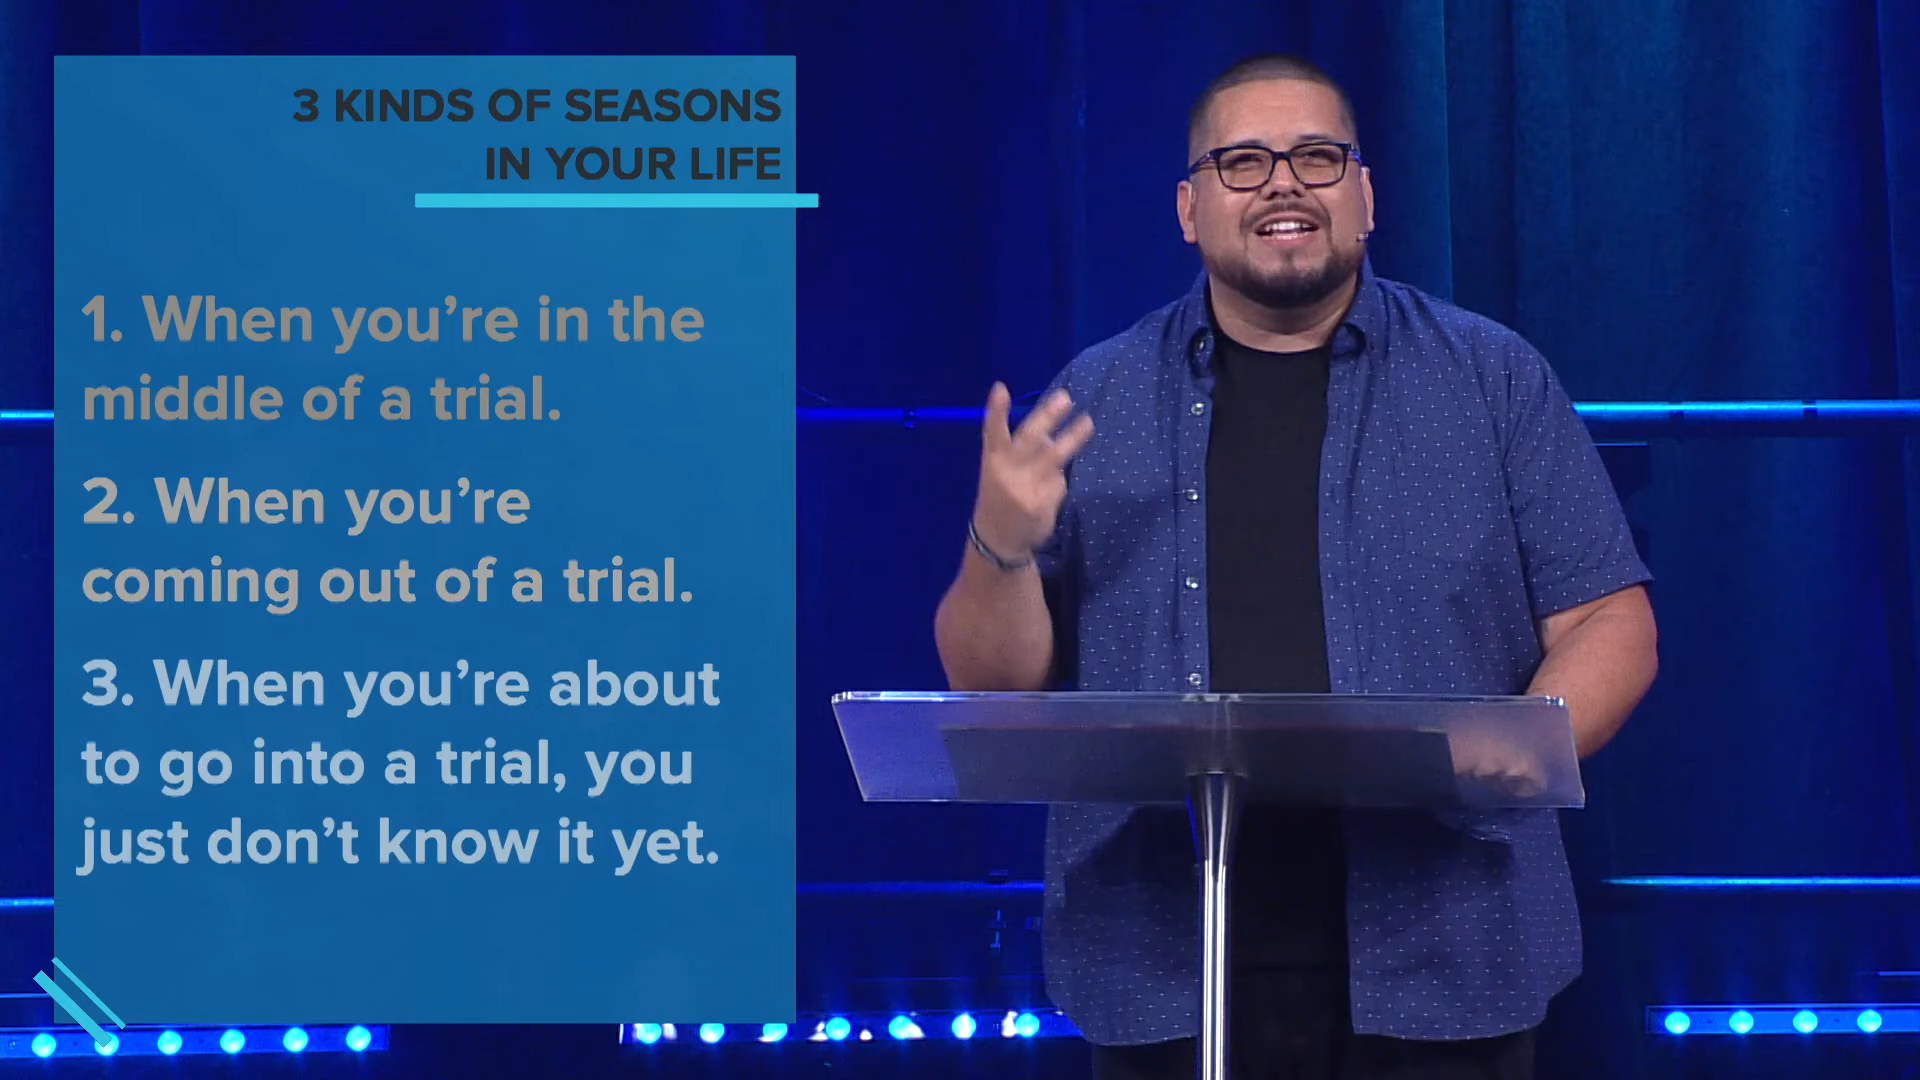 3 KINDS OF SEASONS
IN YOUR LIFE
1. When you’re in the
middle of a trial.
2. When you’re
coming out of a trial.
3. When you’re about
to go into a trial, you
just don’t know it yet.